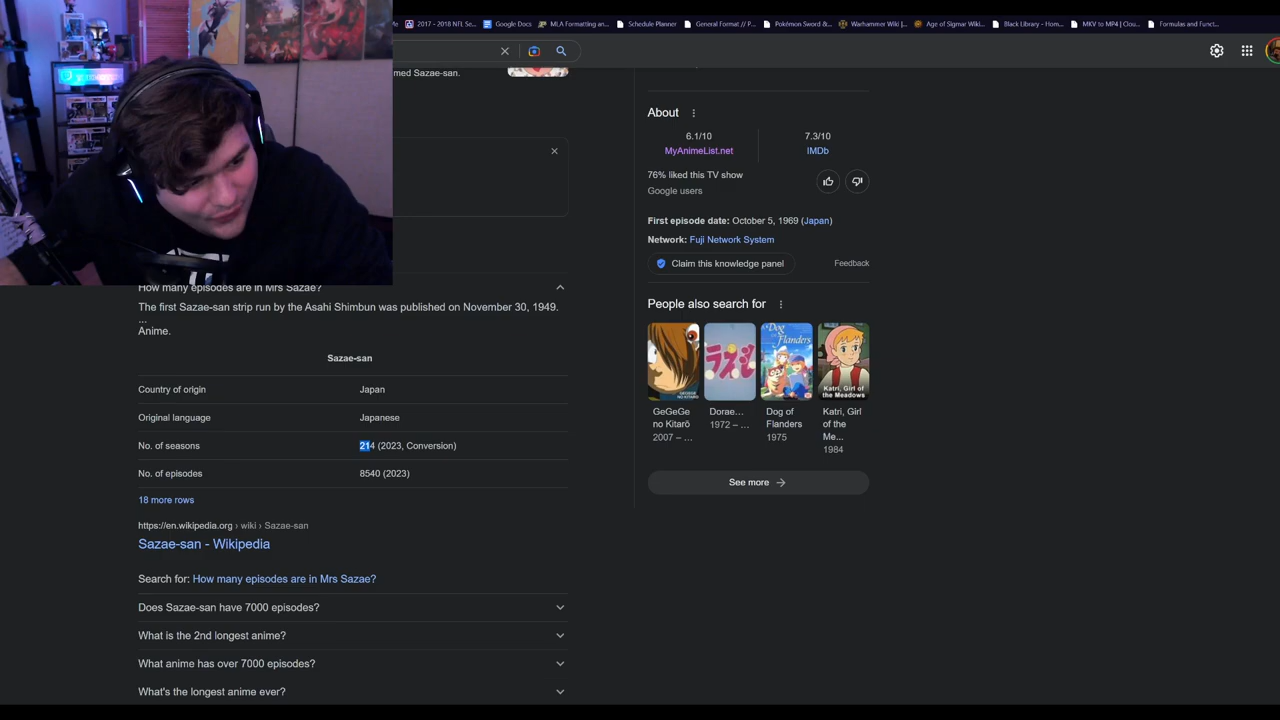 2017 - 2018 NFL Se...
Google Docs
MLA Formatting an...
Schedule Planner
General Format // P...
Pokémon Sword &...
Warhammer Wiki |...
Age of Sigmar Wiki...
Black Library - Hom...
MKV to MP4 | Clou...
Formulas and Funct...
med Sazae-san.
How many episodes are in Mrs Sazae?
The first Sazae-san strip run by the Asahi Shimbun was published on November 30, 1949.
...
Anime.
Sazae-san
Country of origin Japan
Original language Japanese
No. of seasons 214 (2023, Conversion)
No. of episodes 8540 (2023)
18 more rows
https://en.wikipedia.org › wiki › Sazae-san
Sazae-san - Wikipedia
Search for: How many episodes are in Mrs Sazae?
Does Sazae-san have 7000 episodes?
What is the 2nd longest anime?
What anime has over 7000 episodes?
What's the longest anime ever?
About
6.1/10
MyAnimeList.net
7.3/10
IMDb
76% liked this TV show
Google users
First episode date: October 5, 1969 (Japan)
Network: Fuji Network System
Claim this knowledge panel
Feedback
People also search for
Dog of
Flanders
Katri, Girl of
the Meadows
GeGeGe
no Kitarō
2007 – ...
Dorae...
1972 – ...
Dog of
Flanders
1975
Katri, Girl
of the
Me...
1984
See more